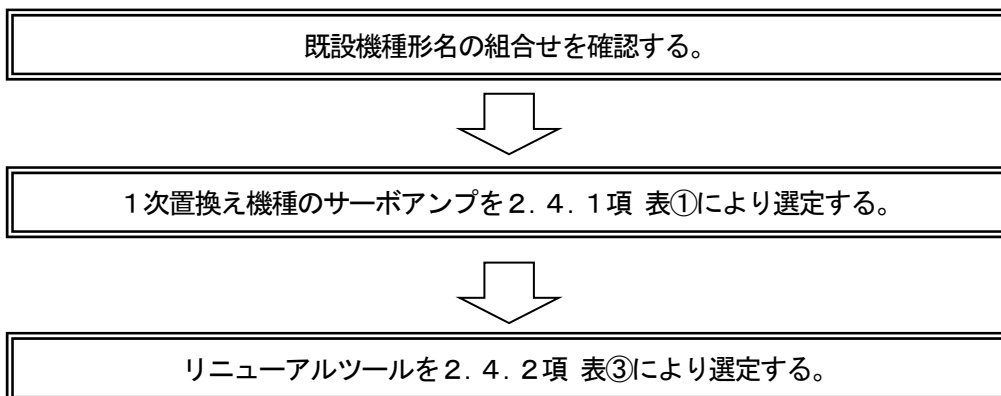 既設機種形名の組合せを確認する。
１次置換え機種のサーボアンプを２．４．１項 表①により選定する。
リニューアルツールを２．４．２項 表③により選定する。